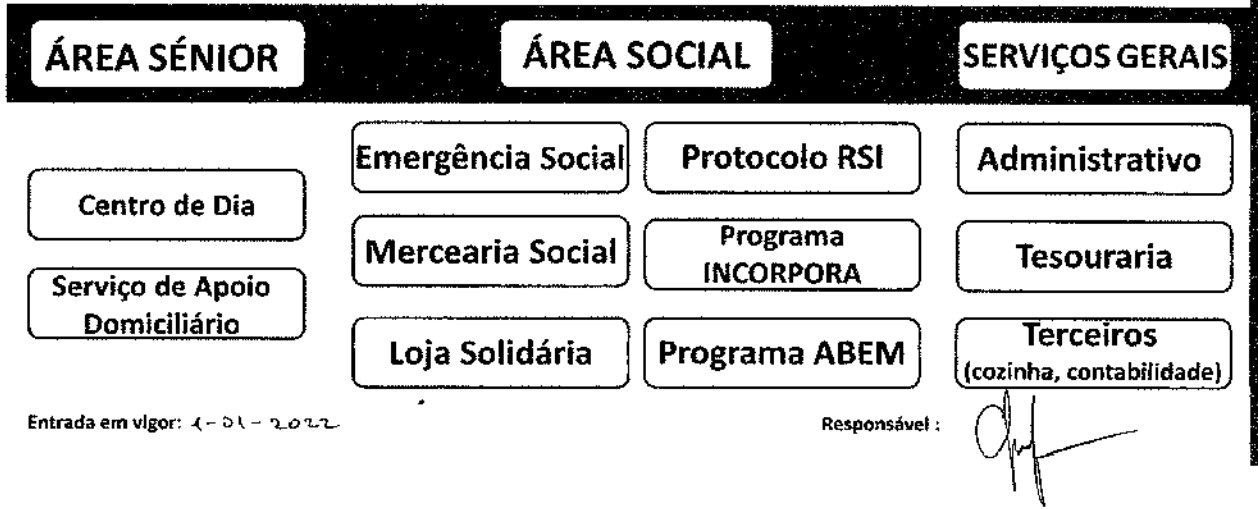 ÁREA SÉNIOR
ÁREA SOCIAL
SERVIÇOS GERAIS
Centro de Dia
Serviço de Apoio
Domiciliário
Emergência Social
Protocolo RSI
Mercearia Social
Programa
INCORPORA
Loja Solidária
Programa ABEM
Administrativo
Tesouraria
Terceiros
(cozinha, contabilidade)
Entrada em vigor: 1-01-2022
Responsável :